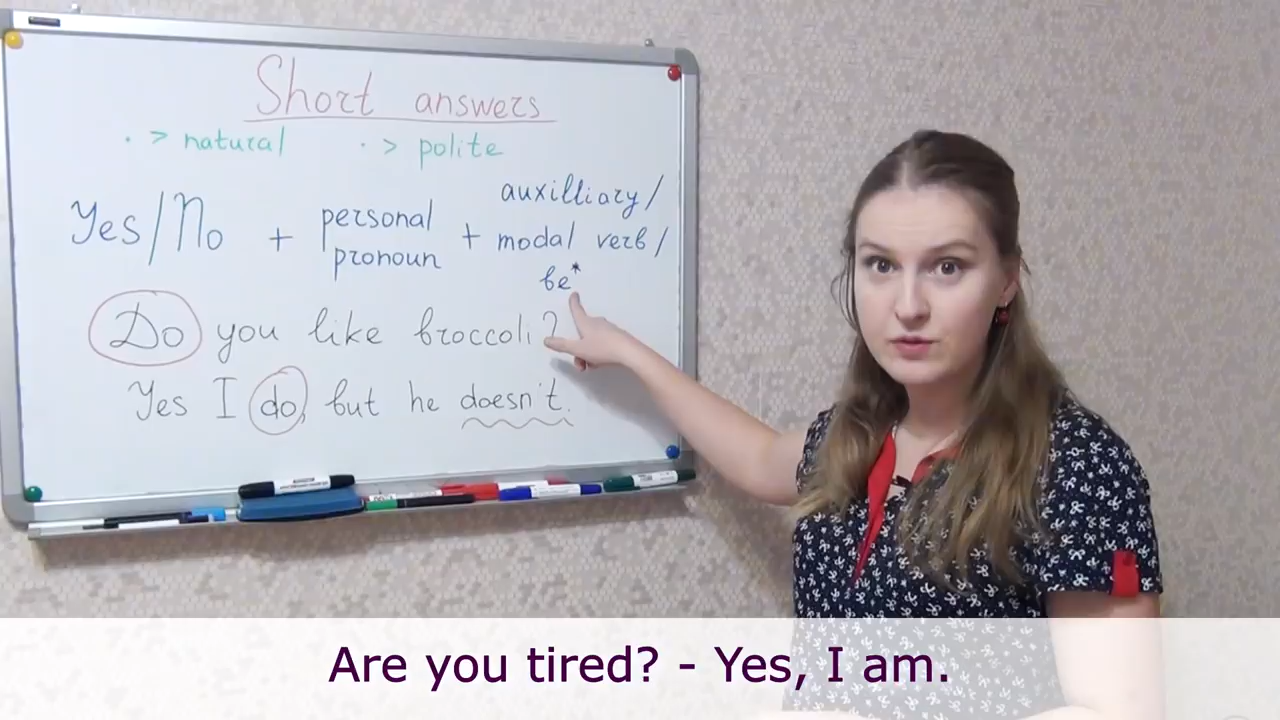 Short answers
· > natural · > polite
Yes/No + personal pronoun + auxilliary/ modal verb/ be*
Do you like broccoli?
Yes I do, but he doesn't.
Are you tired? - Yes, I am.